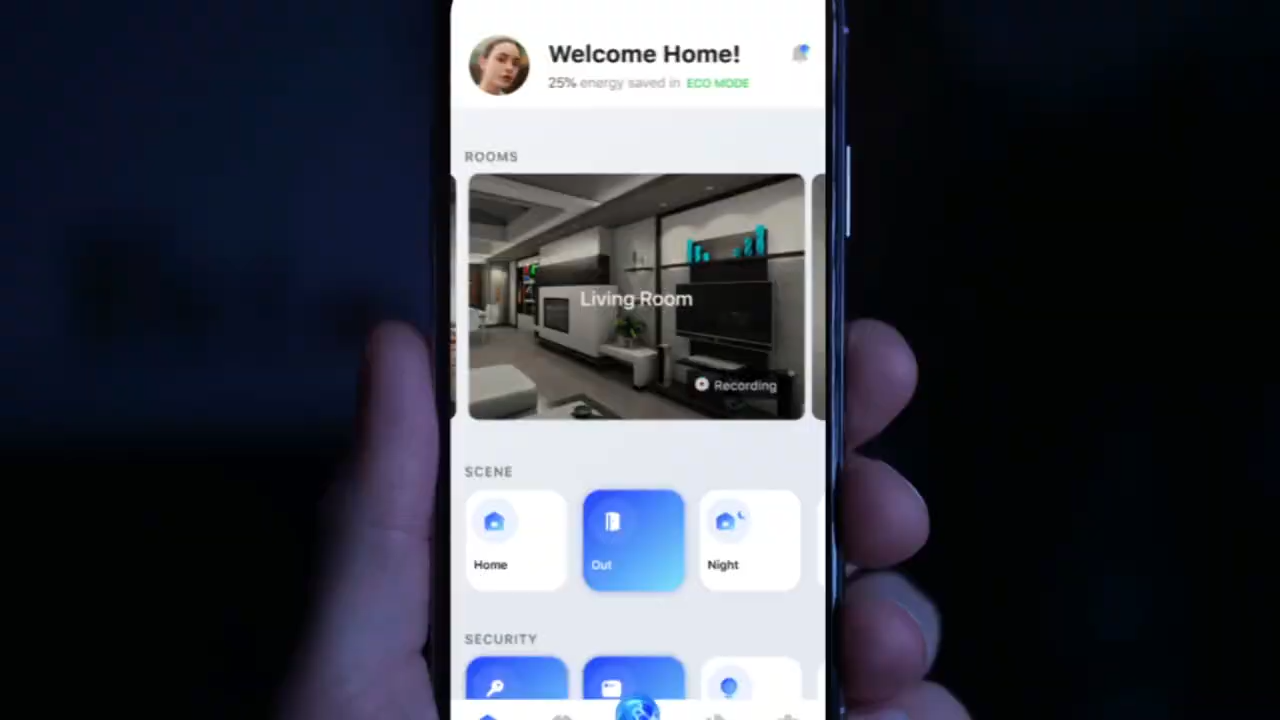 Welcome Home!
25% energy saved in ECO MODE
ROOMS
Living Room
Recording
SCENE
Home
Out
Night
SECURITY